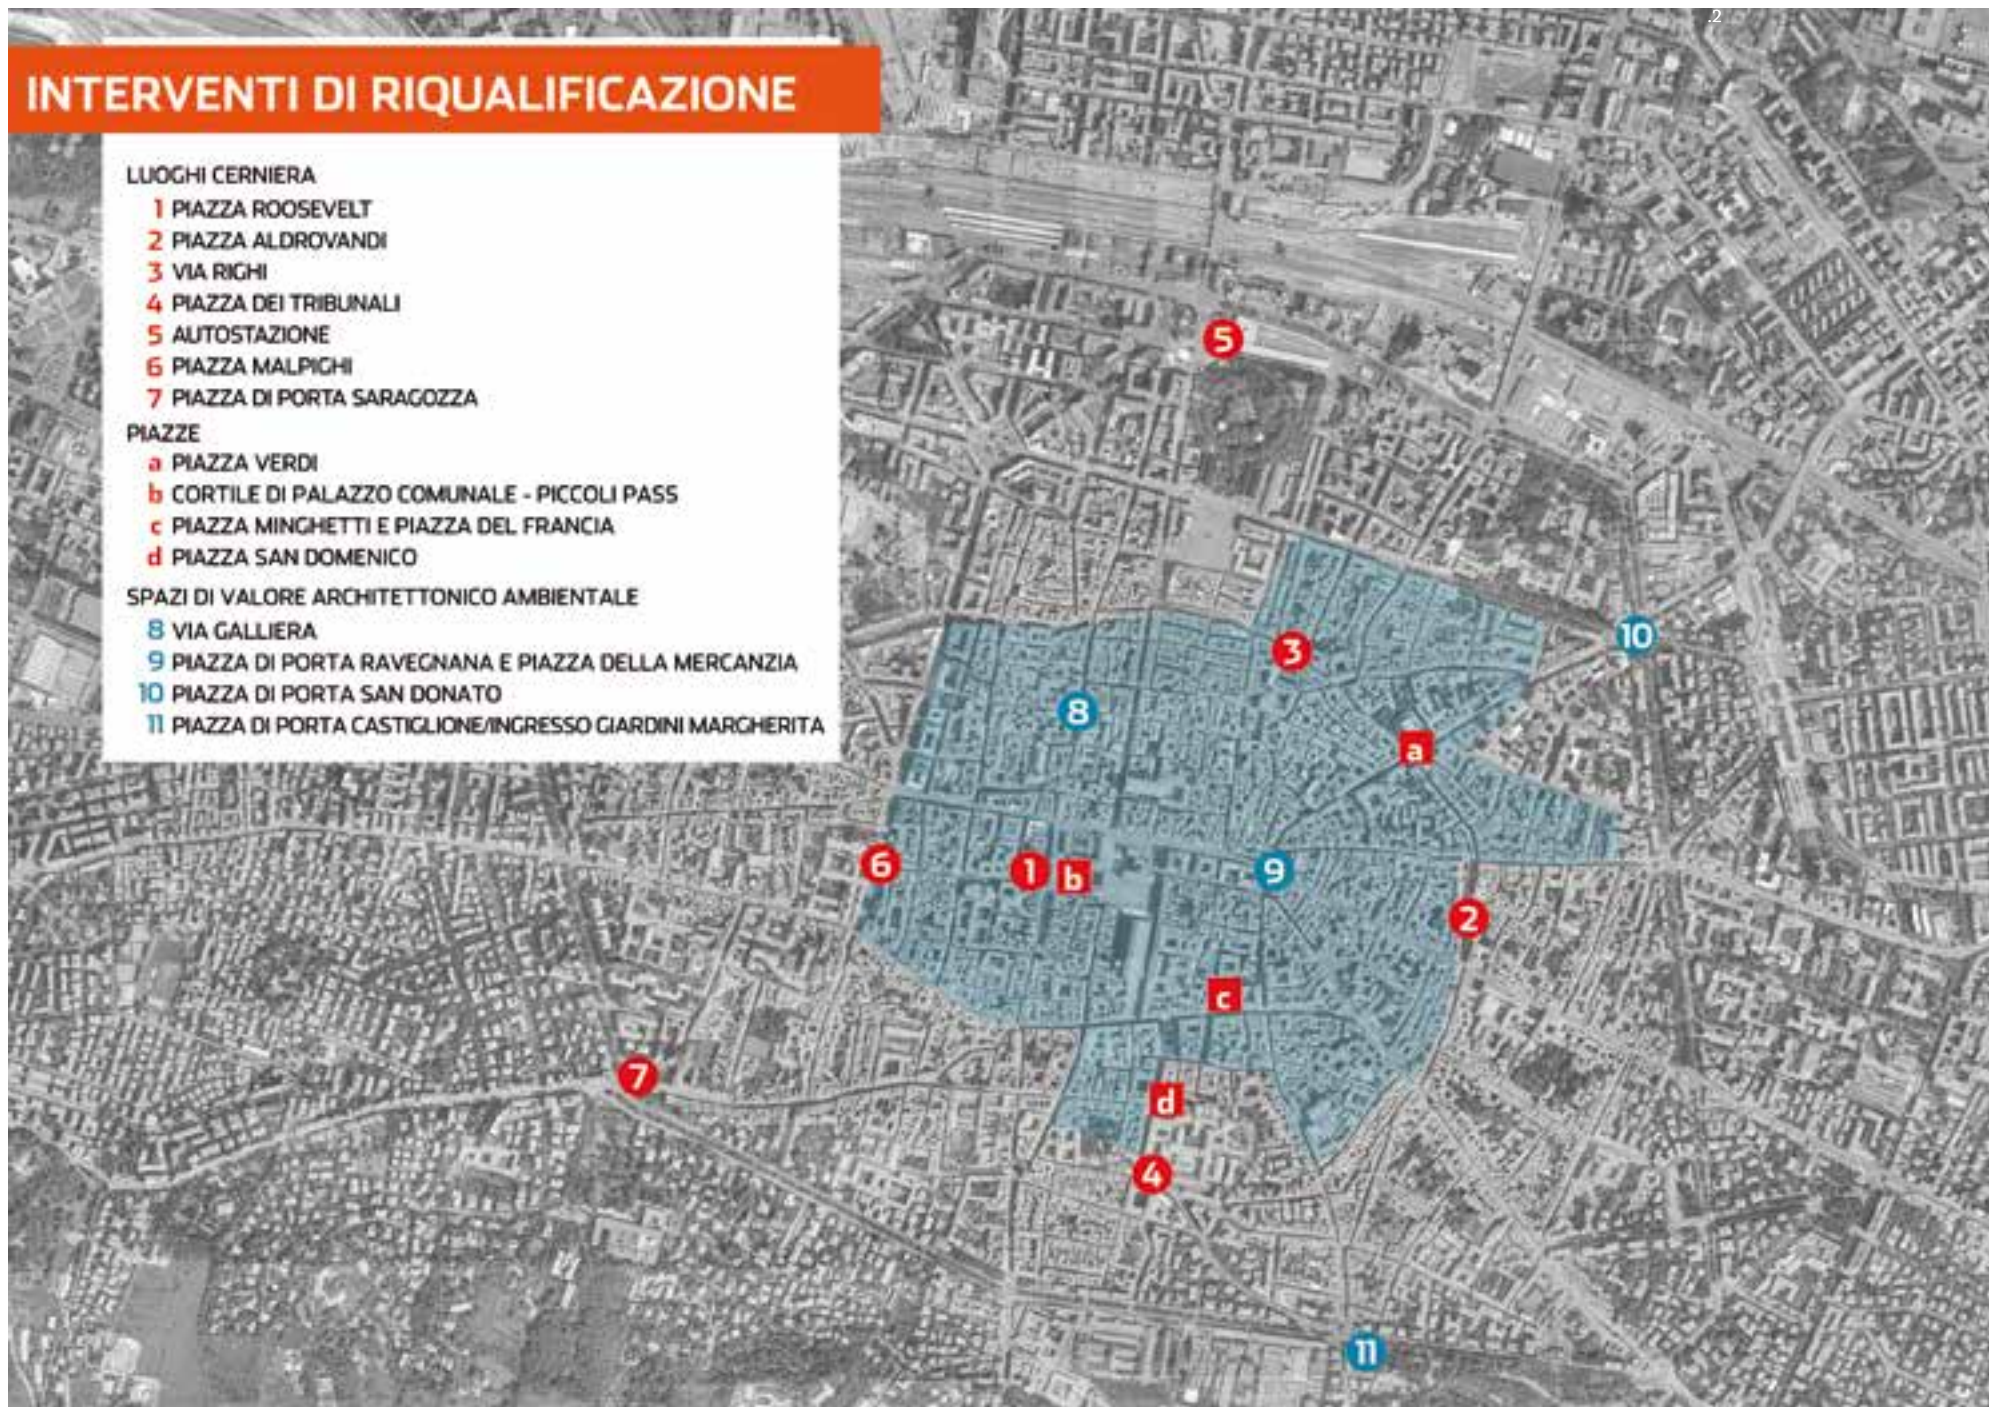 .2
INTERVENTI DI RIQUALIFICAZIONE
LUOGHI CERNIERA
1 PIAZZA ROOSEVELT
2 PIAZZA ALDROVANDI
3 VIA RIGHI
4 PIAZZA DEI TRIBUNALI
5 AUTOSTAZIONE
6 PIAZZA MALPIGHI
7 PIAZZA DI PORTA SARAGOZZA
PIAZZE
a PIAZZA VERDI
b CORTILE DI PALAZZO COMUNALE - PICCOLI PASS
c PIAZZA MINGHETTI E PIAZZA DEL FRANCIA
d PIAZZA SAN DOMENICO
SPAZI DI VALORE ARCHITETTONICO AMBIENTALE
8 VIA GALLIERA
9 PIAZZA DI PORTA RAVEGNANA E PIAZZA DELLA MERCANZIA
10 PIAZZA DI PORTA SAN DONATO
11 PIAZZA DI PORTA CASTIGLIONE/INGRESSO GIARDINI MARGHERITA
5
10
3
8
a
6
1
b
9
2
c
7
d
4
11